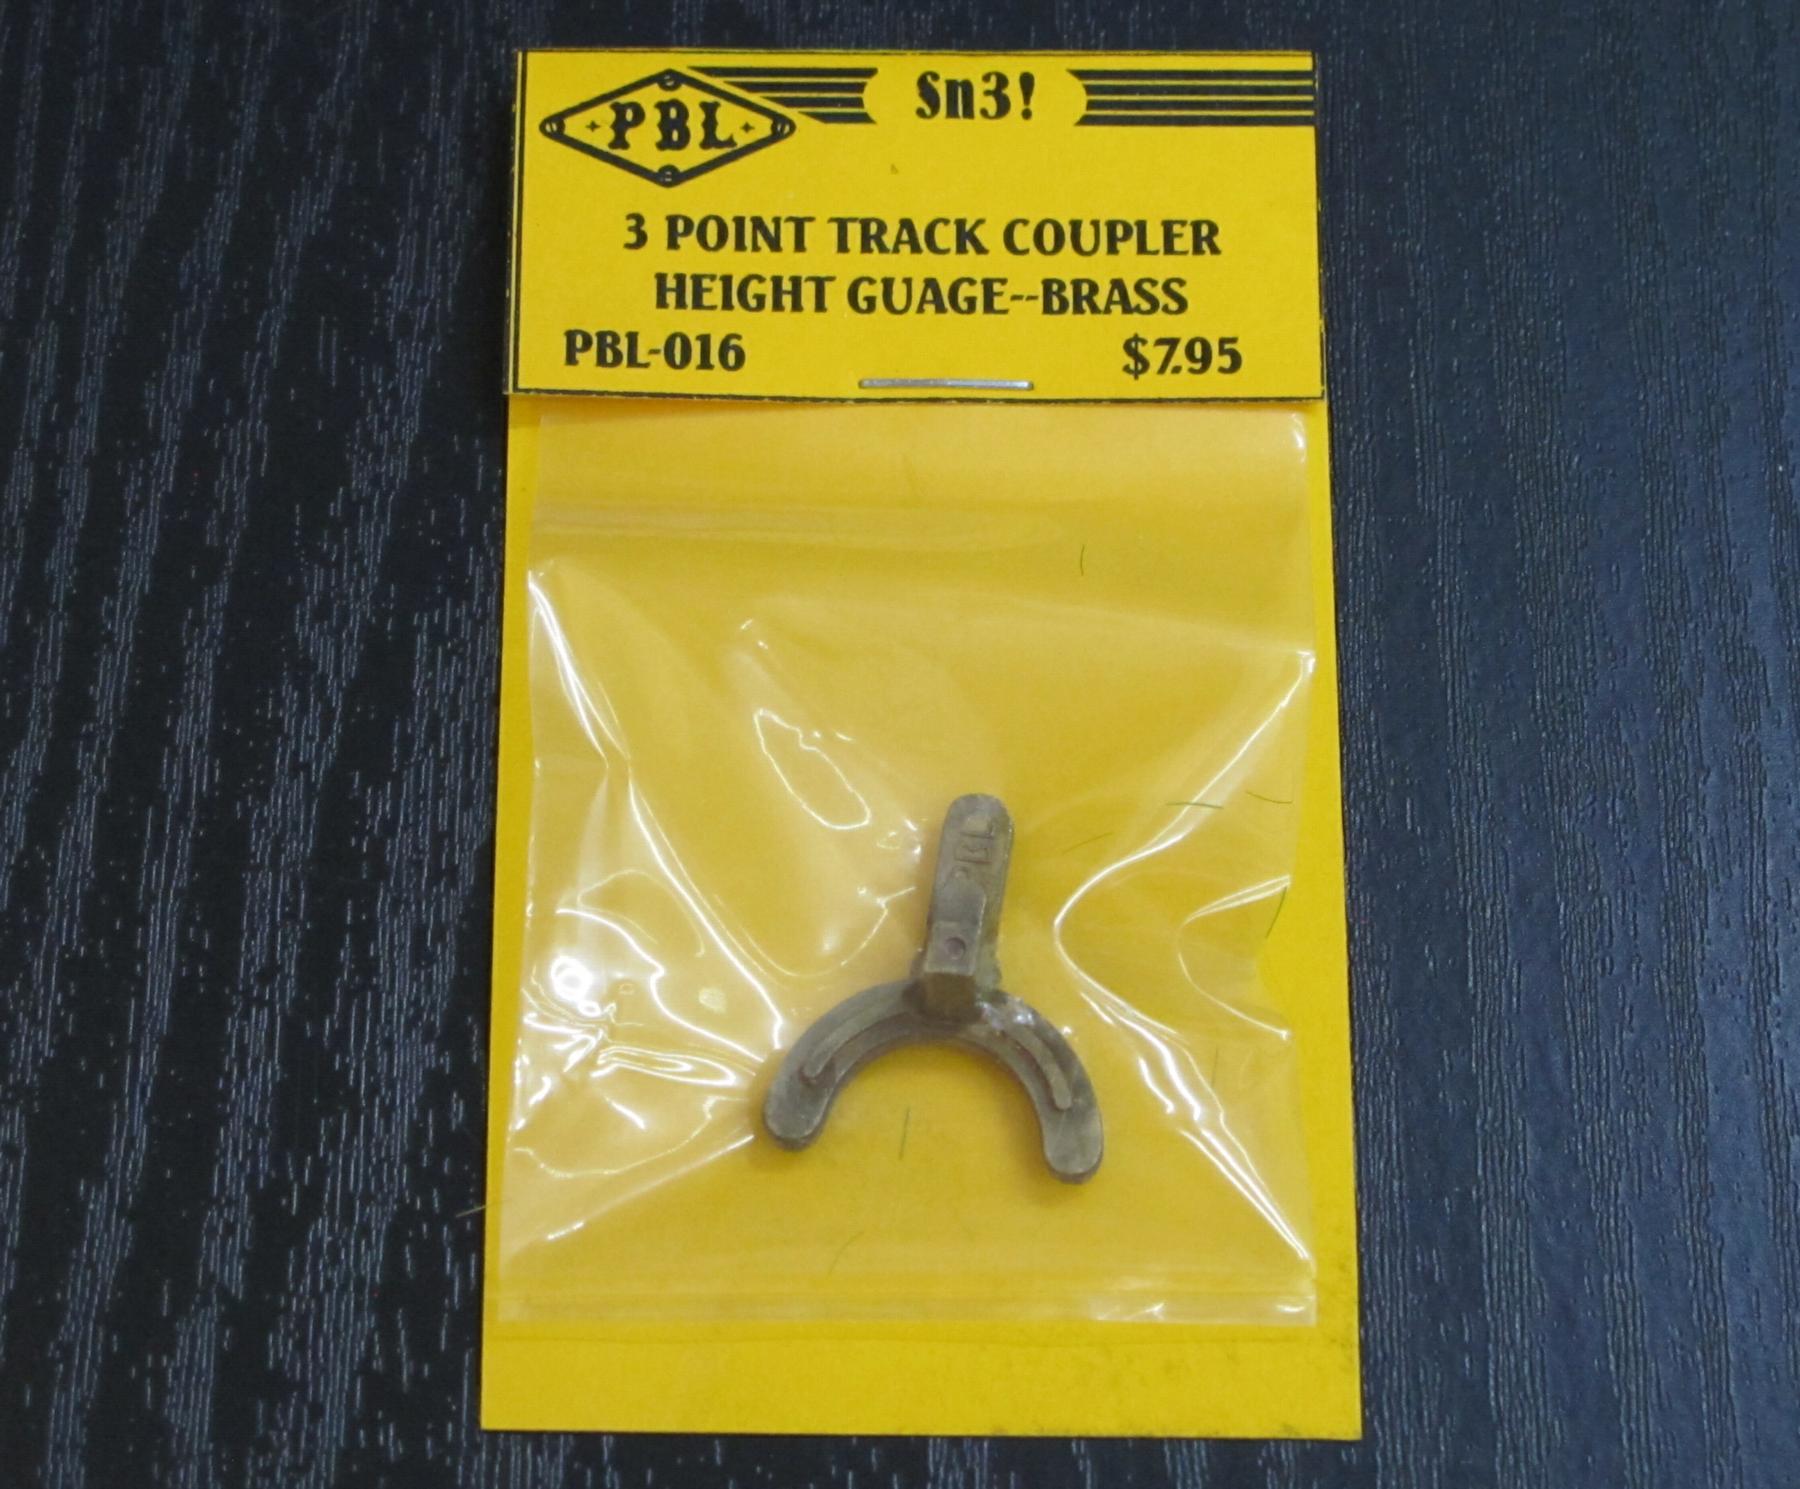 PBL
Sn3!
3 POINT TRACK COUPLER
HEIGHT GUAGE--BRASS
PBL-016 $7.95
PBL